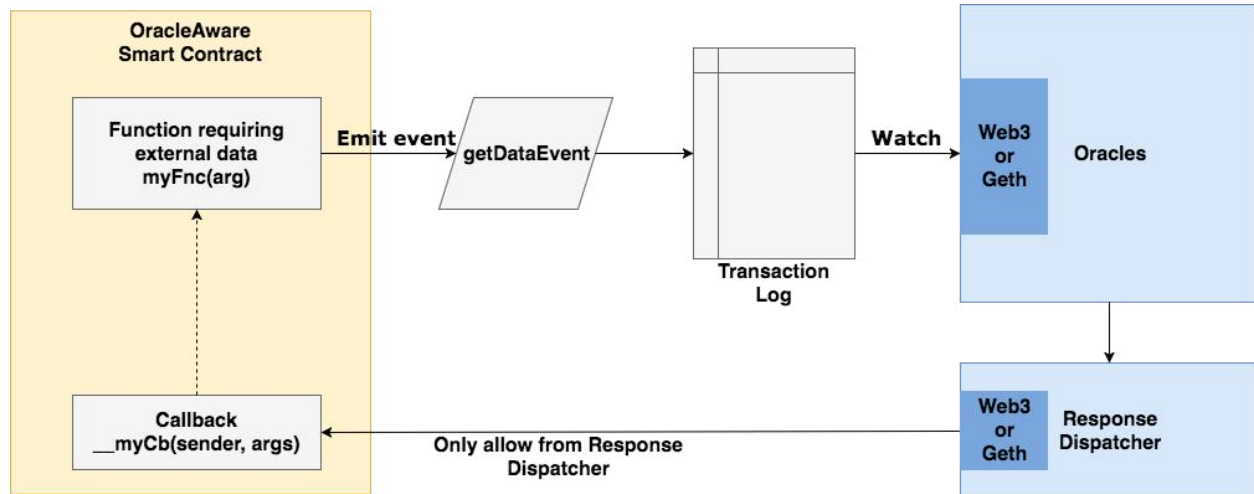 OracleAware
Smart Contract
Function requiring
external data
myFnc(arg)
Emit event
getDataEvent
Transaction
Log
Watch
Web3
or
Geth
Oracles
Callback
__myCb(sender, args)
Only allow from Response
Dispatcher
Web3
or
Geth
Response
Dispatcher